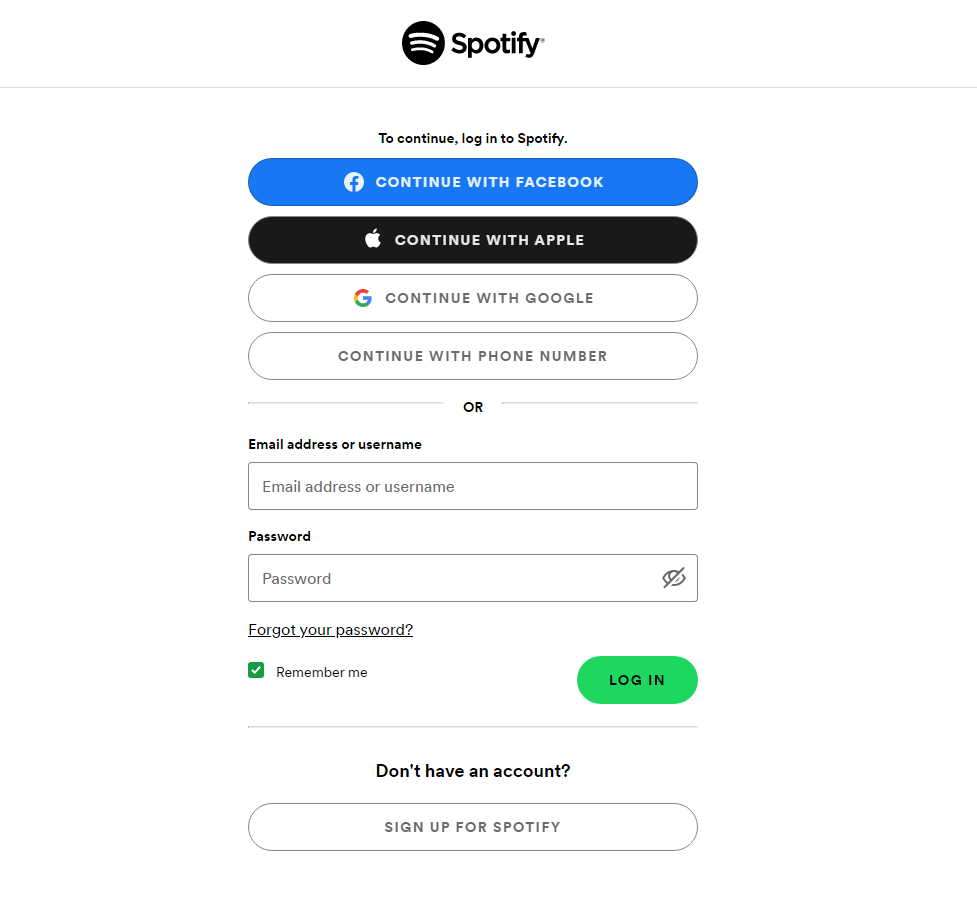 Spotify®
To continue, log in to Spotify.
CONTINUE WITH FACEBOOK
CONTINUE WITH APPLE
CONTINUE WITH GOOGLE
CONTINUE WITH PHONE NUMBER
OR
Email address or username
Email address or username
Password
Password
Forgot your password?
Remember me
LOG IN
Don't have an account?
SIGN UP FOR SPOTIFY